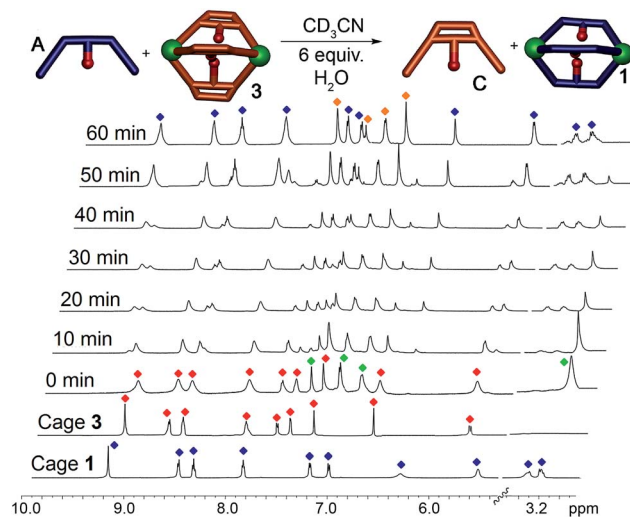 A + 3 CD₃CN 6 equiv. H₂O C + 1
60 min
50 min
40 min
30 min
20 min
10 min
0 min
Cage 3
Cage 1
10.0 9.0 8.0 7.0 6.0 3.2 ppm